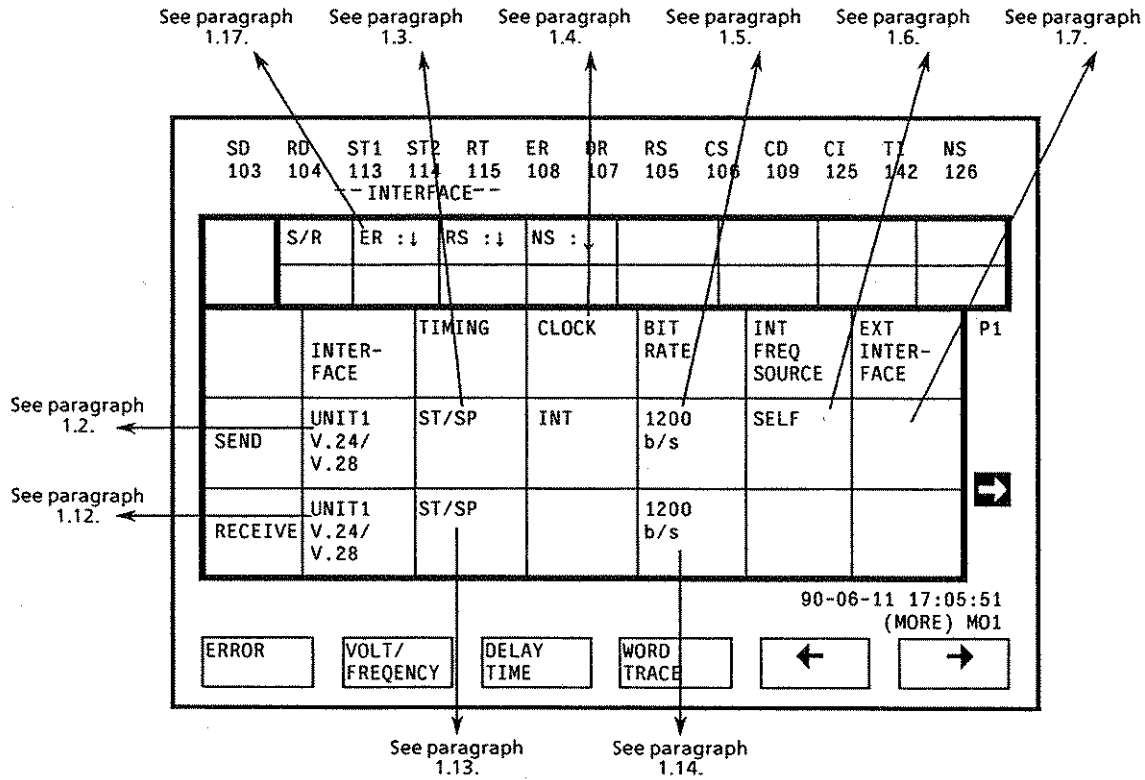 See paragraph 1.17.
See paragraph 1.3.
See paragraph 1.4.
See paragraph 1.5.
See paragraph 1.6.
See paragraph 1.7.
SD RD ST1 ST2 RT ER DR RS CS CD CI TI NS
103 104 113 114 115 108 107 105 106 109 125 142 126
-- INTERFACE--
S/R ER :↓ RS :↓ NS :↓
INTER-
FACE
TIMING
CLOCK
BIT
RATE
INT
FREQ
SOURCE
EXT
INTER-
FACE
P1
See paragraph 1.2.
SEND
UNIT1
V.24/
V.28
ST/SP
INT
1200
b/s
SELF
See paragraph 1.12.
RECEIVE
UNIT1
V.24/
V.28
ST/SP
1200
b/s
90-06-11 17:05:51
(MORE) MO1
ERROR
VOLT/
FREQENCY
DELAY
TIME
WORD
TRACE
See paragraph 1.13.
See paragraph 1.14.